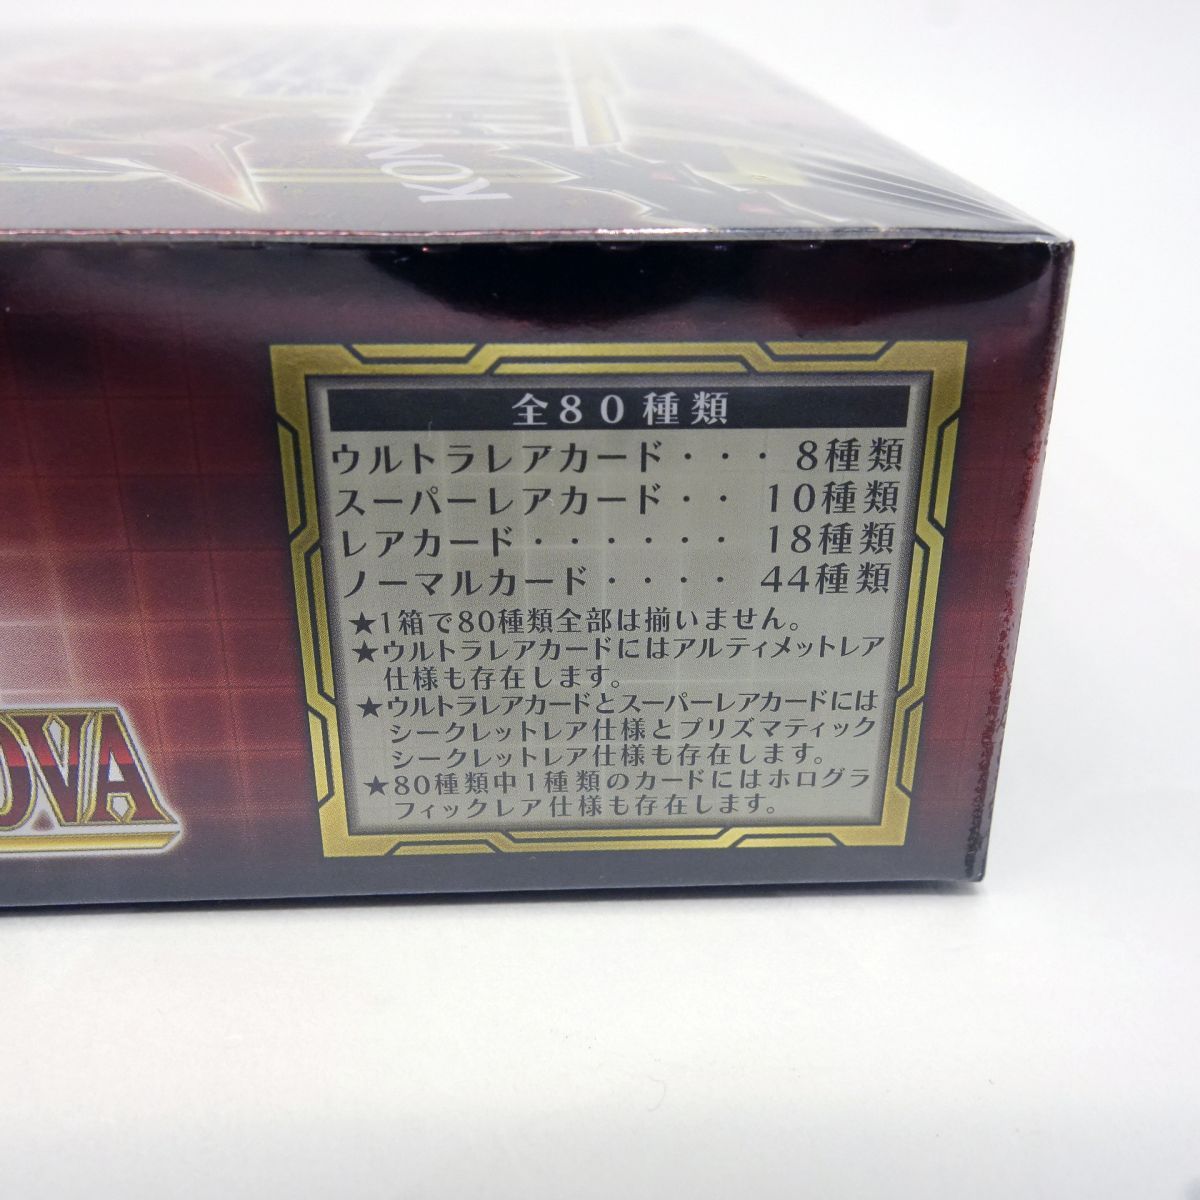 全80種類
ウルトラレアカード・・・ 8種類
スーパーレアカード・・ 10種類
レアカード・・・・・・ 18種類
ノーマルカード・・・・ 44種類
★1箱で80種類全部は揃いません。
★ウルトラレアカードにはアルティメットレア
仕様も存在します。
★ウルトラレアカードとスーパーレアカードには
シークレットレア仕様とプリズマティック
シークレットレア仕様も存在します。
★80種類中1種類のカードにはホログラ
フィックレア仕様も存在します。